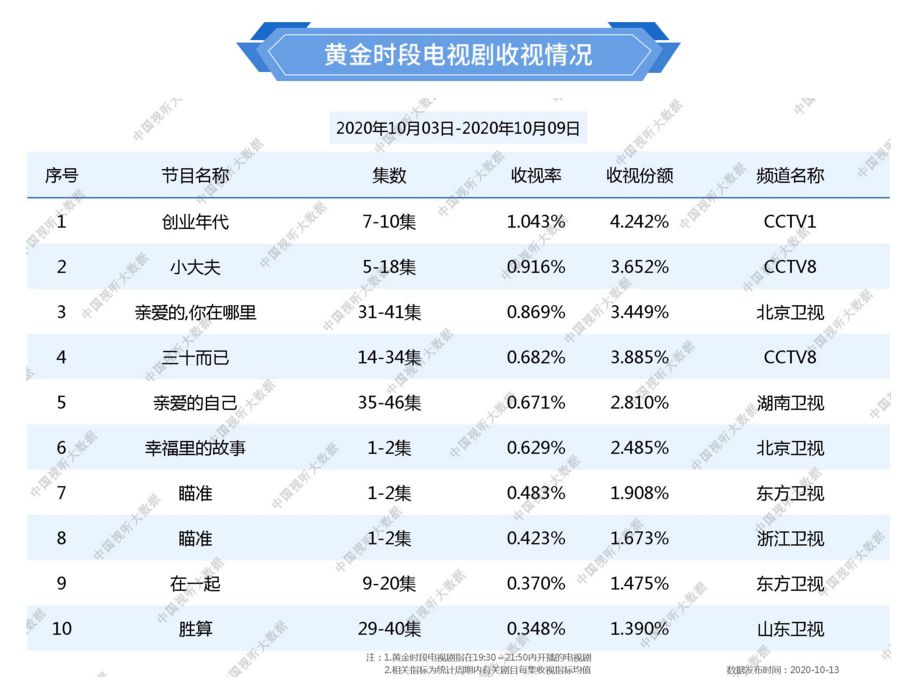 黄金时段电视剧收视情况
2020年10月03日-2020年10月09日
序号 节目名称 集数 收视率 收视份额 频道名称
1 创业年代 7-10集 1.043% 4.242% CCTV1
2 小大夫 5-18集 0.916% 3.652% CCTV8
3 亲爱的,你在哪里 31-41集 0.869% 3.449% 北京卫视
4 三十而已 14-34集 0.682% 3.885% CCTV8
5 亲爱的自己 35-46集 0.671% 2.810% 湖南卫视
6 幸福里的故事 1-2集 0.629% 2.485% 北京卫视
7 瞄准 1-2集 0.483% 1.908% 东方卫视
8 瞄准 1-2集 0.423% 1.673% 浙江卫视
9 在一起 9-20集 0.370% 1.475% 东方卫视
10 胜算 29-40集 0.348% 1.390% 山东卫视
注：1.黄金时段电视剧指在19:30～21:50内开播的电视剧
2.相关指标为统计周期内有关剧目每集收视指标均值
数据发布时间：2020-10-13
中国视听大数据